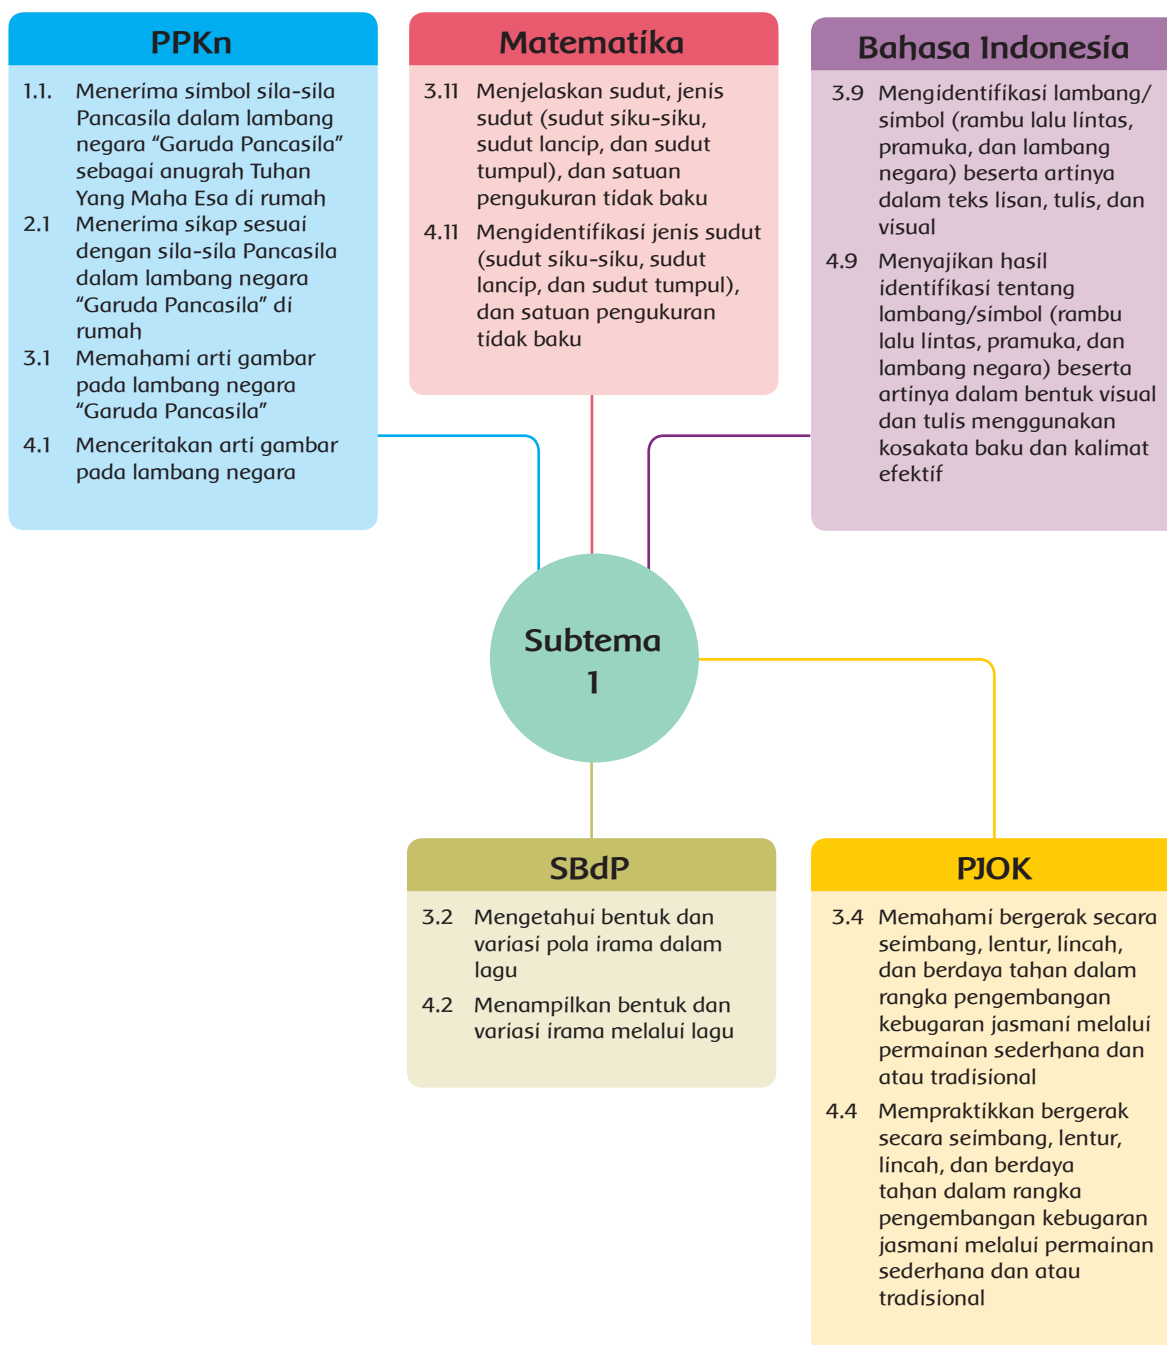 PPKn
1.1. Menerima simbol sila-sila
Pancasila dalam lambang
negara “Garuda Pancasila”
sebagai anugrah Tuhan
Yang Maha Esa di rumah
2.1 Menerima sikap sesuai
dengan sila-sila Pancasila
dalam lambang negara
“Garuda Pancasila” di
rumah
3.1 Memahami arti gambar
pada lambang negara
“Garuda Pancasila”
4.1 Menceritakan arti gambar
pada lambang negara
Matematika
3.11 Menjelaskan sudut, jenis
sudut (sudut siku-siku,
sudut lancip, dan sudut
tumpul), dan satuan
pengukuran tidak baku
4.11 Mengidentifikasi jenis sudut
(sudut siku-siku, sudut
lancip, dan sudut tumpul),
dan satuan pengukuran
tidak baku
Bahasa Indonesia
3.9 Mengidentifikasi lambang/
simbol (rambu lalu lintas,
pramuka, dan lambang
negara) beserta artinya
dalam teks lisan, tulis, dan
visual
4.9 Menyajikan hasil
identifikasi tentang
lambang/simbol (rambu
lalu lintas, pramuka, dan
lambang negara) beserta
artinya dalam bentuk visual
dan tulis menggunakan
kosakata baku dan kalimat
efektif
Subtema
1
SBdP
3.2 Mengetahui bentuk dan
variasi pola irama dalam
lagu
4.2 Menampilkan bentuk dan
variasi irama melalui lagu
PJOK
3.4 Memahami bergerak secara
seimbang, lentur, lincah,
dan berdaya tahan dalam
rangka pengembangan
kebugaran jasmani melalui
permainan sederhana dan
atau tradisional
4.4 Mempraktikkan bergerak
secara seimbang, lentur,
lincah, dan berdaya
tahan dalam rangka
pengembangan kebugaran
jasmani melalui permainan
sederhana dan atau
tradisional